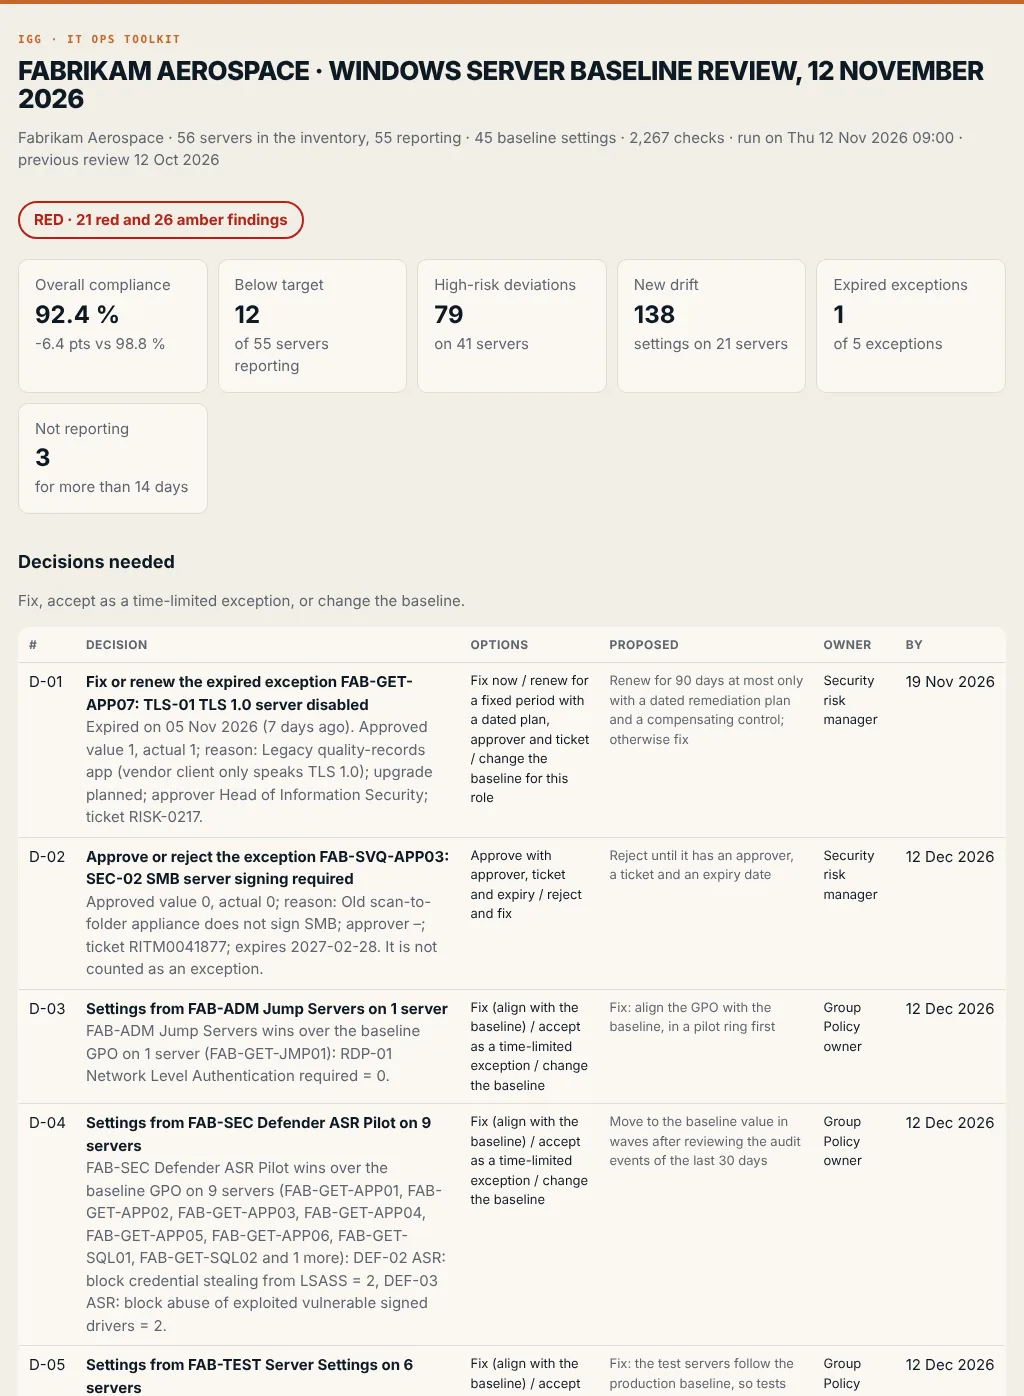 IGG · IT OPS TOOLKIT
FABRIKAM AEROSPACE · WINDOWS SERVER BASELINE REVIEW, 12 NOVEMBER
2026
Fabrikam Aerospace · 56 servers in the inventory, 55 reporting · 45 baseline settings · 2,267 checks · run on Thu 12 Nov 2026 09:00 ·
previous review 12 Oct 2026
RED · 21 red and 26 amber findings
Overall compliance
92.4 %
-6.4 pts vs 98.8 %
Below target
12
of 55 servers
reporting
High-risk deviations
79
on 41 servers
New drift
138
settings on 21 servers
Expired exceptions
1
of 5 exceptions
Not reporting
3
for more than 14 days
Decisions needed
Fix, accept as a time-limited exception, or change the baseline.
# DECISION OPTIONS PROPOSED OWNER BY
D-01
Fix or renew the expired exception FAB-GET-
APP07: TLS-01 TLS 1.0 server disabled
Expired on 05 Nov 2026 (7 days ago). Approved
value 1, actual 1; reason: Legacy quality-records
app (vendor client only speaks TLS 1.0); upgrade
planned; approver Head of Information Security;
ticket RISK-0217.
Fix now / renew for
a fixed period with
a dated plan,
approver and ticket
/ change the
baseline for this
role
Renew for 90 days at most only
with a dated remediation plan
and a compensating control;
otherwise fix
Security
risk
manager
19 Nov 2026
D-02
Approve or reject the exception FAB-SVQ-APP03:
SEC-02 SMB server signing required
Approved value 0, actual 0; reason: Old scan-to-
folder appliance does not sign SMB; approver –;
ticket RITM0041877; expires 2027-02-28. It is not
counted as an exception.
Approve with
approver, ticket
and expiry / reject
and fix
Reject until it has an approver,
a ticket and an expiry date
Security
risk
manager
12 Dec 2026
D-03
Settings from FAB-ADM Jump Servers on 1 server
FAB-ADM Jump Servers wins over the baseline
GPO on 1 server (FAB-GET-JMP01): RDP-01
Network Level Authentication required = 0.
Fix (align with the
baseline) / accept
as a time-limited
exception / change
the baseline
Fix: align the GPO with the
baseline, in a pilot ring first
Group
Policy
owner
12 Dec 2026
D-04
Settings from FAB-SEC Defender ASR Pilot on 9
servers
FAB-SEC Defender ASR Pilot wins over the
baseline GPO on 9 servers (FAB-GET-APP01, FAB-
GET-APP02, FAB-GET-APP03, FAB-GET-APP04,
FAB-GET-APP05, FAB-GET-APP06, FAB-GET-
SQL01, FAB-GET-SQL02 and 1 more): DEF-02 ASR:
block credential stealing from LSASS = 2, DEF-03
ASR: block abuse of exploited vulnerable signed
drivers = 2.
Fix (align with the
baseline) / accept
as a time-limited
exception / change
the baseline
Move to the baseline value in
waves after reviewing the audit
events of the last 30 days
Group
Policy
owner
12 Dec 2026
D-05
Settings from FAB-TEST Server Settings on 6
servers
Fix (align with the
baseline) / accept
Fix: the test servers follow the
production baseline, so tests
Group
Policy
12 Dec 2026